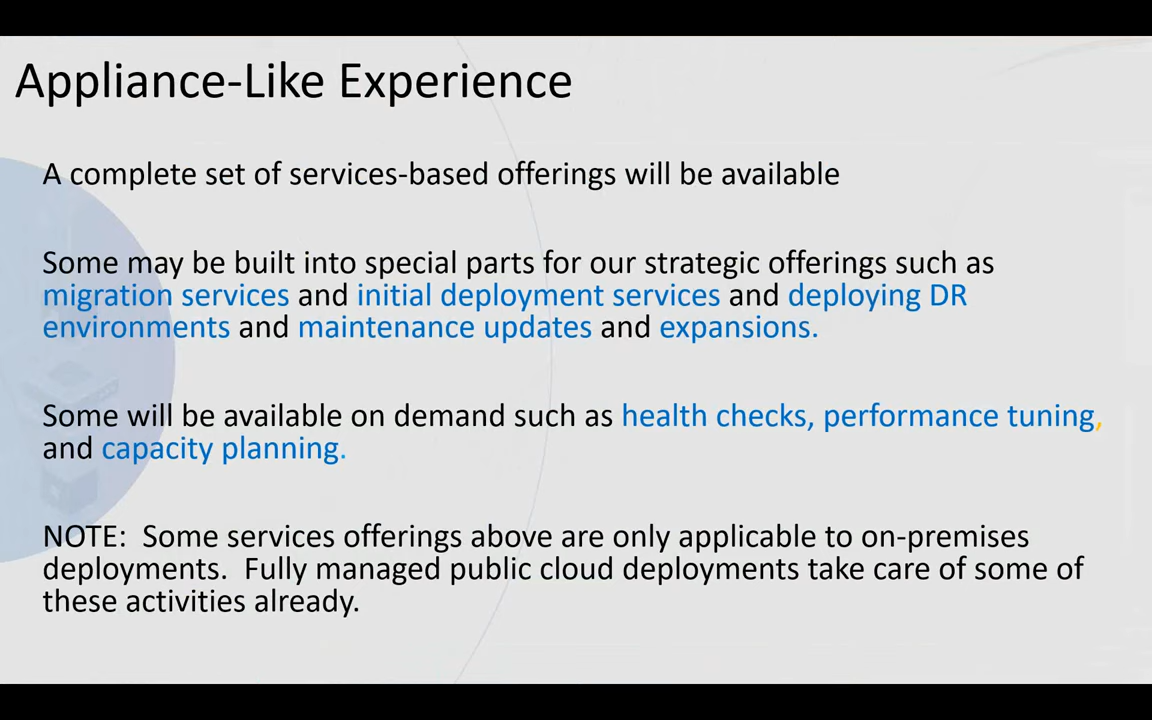 Appliance-Like Experience
A complete set of services-based offerings will be available
Some may be built into special parts for our strategic offerings such as
migration services and initial deployment services and deploying DR
environments and maintenance updates and expansions.
Some will be available on demand such as health checks, performance tuning,
and capacity planning.
NOTE:  Some services offerings above are only applicable to on-premises
deployments.  Fully managed public cloud deployments take care of some of
these activities already.